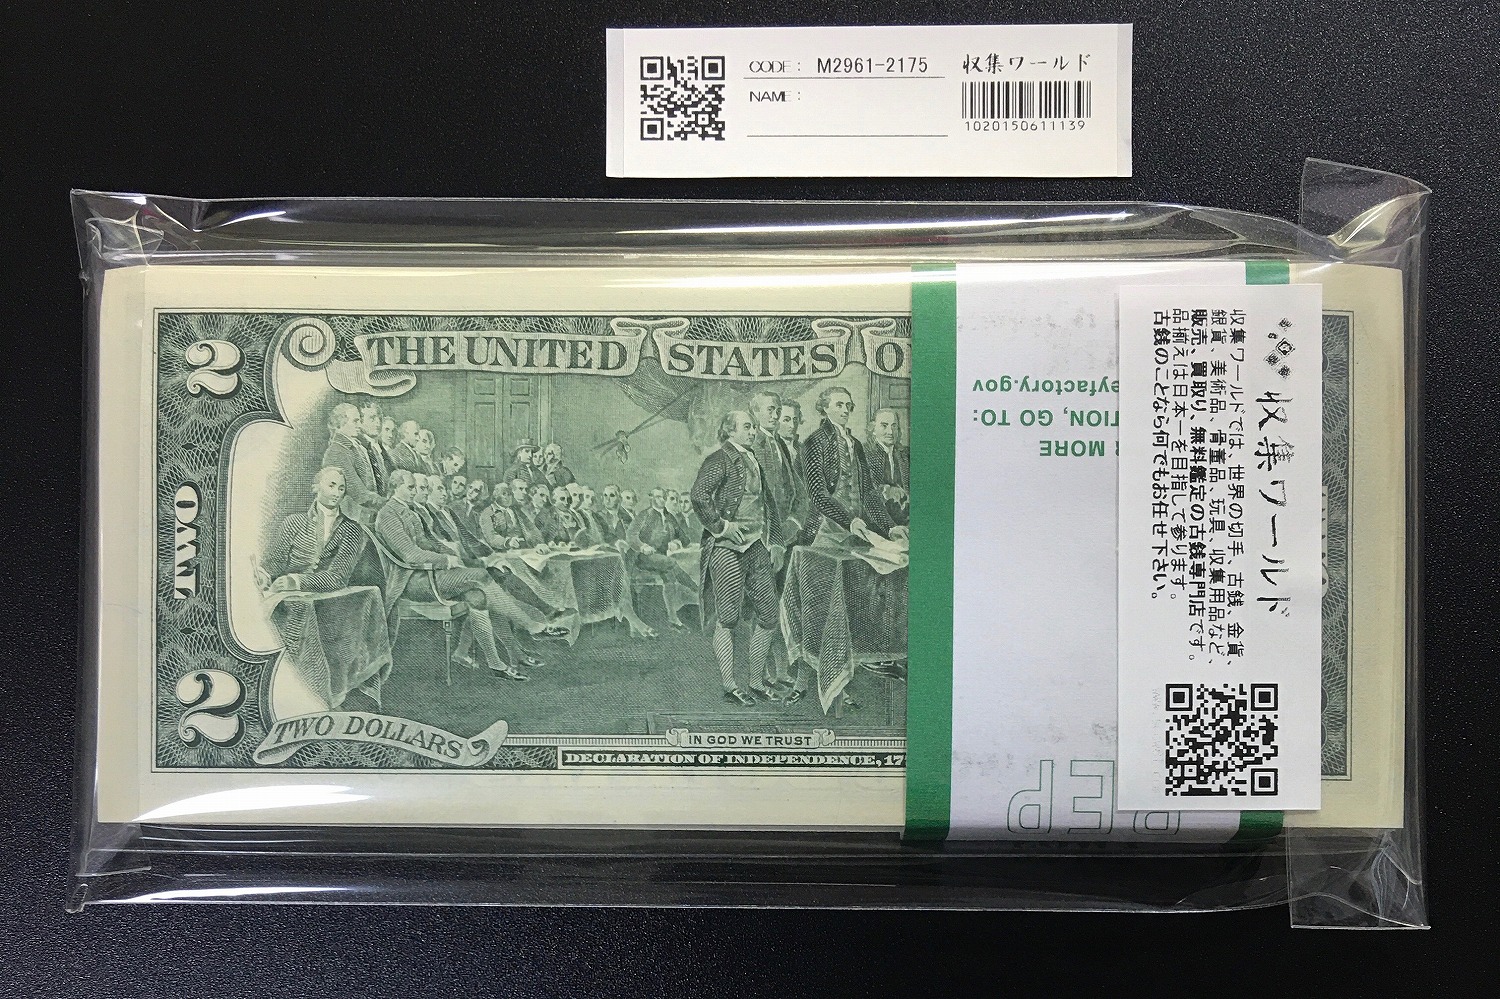 CODE: M2961-2175
NAME:
収集ワールド
1020150611139
2
THE UNITED STATES O
TWO
2
TWO DOLLARS
IN GOD WE TRUST
DECLARATION OF INDEPENDENCE, 17
MORE
TION, GO TO:
eyfactory.gov
BEP
収集ワールド
収集ワールドでは、世界の切手、古銭、金貨、
銀貨、美術品、骨董品、玩具、収集用品など、
販売、買取り、無料鑑定の古銭専門店です。
品揃えは日本一を目指して参ります。
古銭のことなら何でもお任せ下さい。